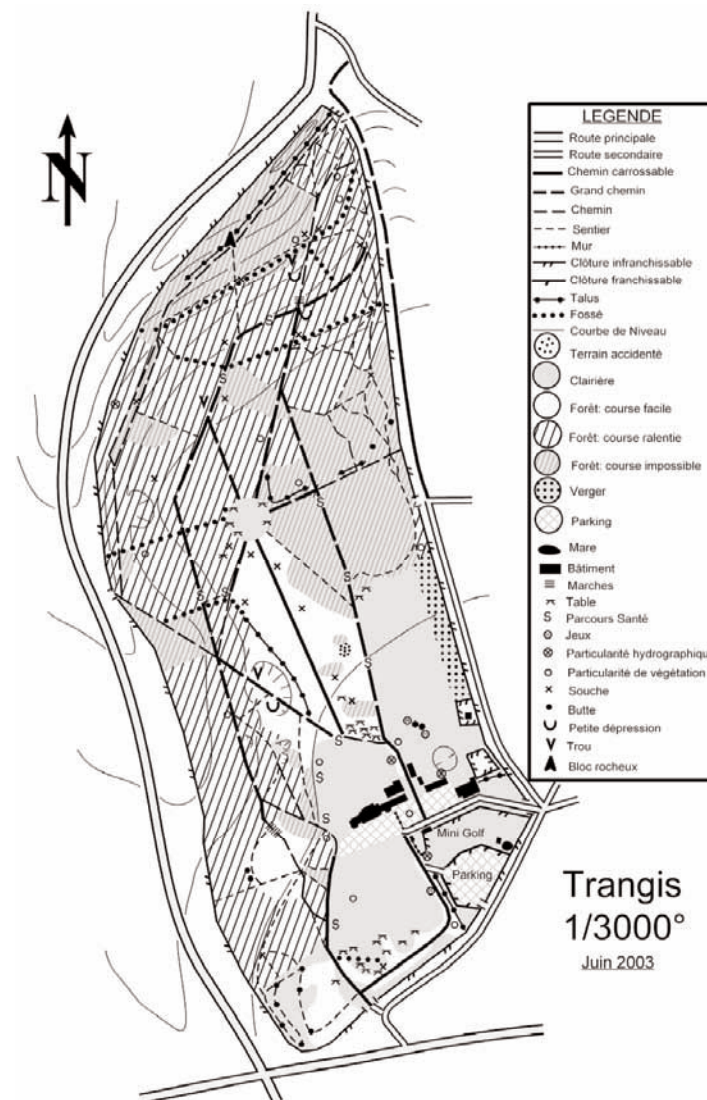 N
LEGENDE
Route principale
Route secondaire
Chemin carrossable
Grand chemin
Chemin
Sentier
Mur
Clôture infranchissable
Clôture franchissable
Talus
Fossé
Courbe de Niveau
Terrain accidenté
Clairière
Forêt: course facile
Forêt: course ralentie
Forêt: course impossible
Verger
Parking
Mare
Bâtiment
Marches
Table
S Parcours Santé
Jeux
Particularité hydrographique
Particularité de végétation
Souche
Butte
Petite dépression
Trou
Bloc rocheux
Mini Golf
Parking
Trangis
1/3000°
Juin 2003